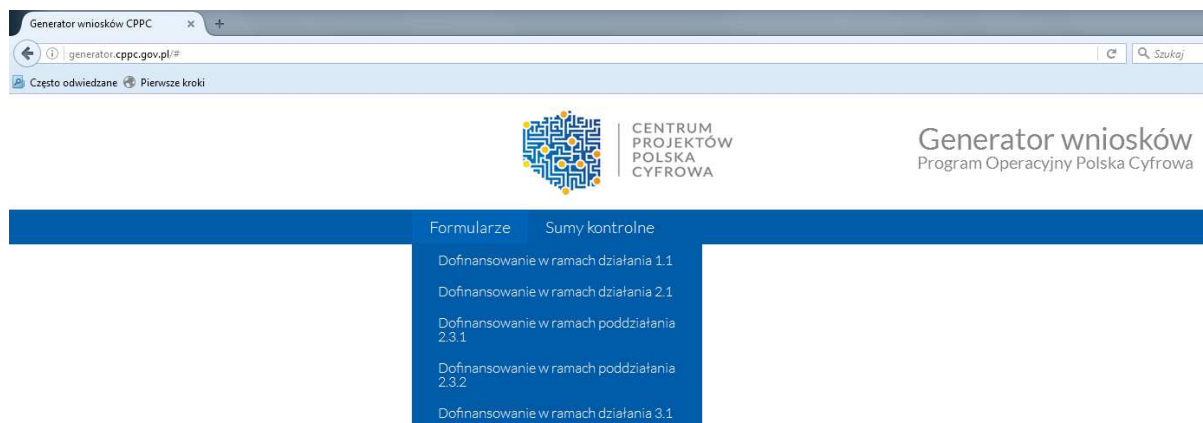 Generator wniosków CPPC
generator.cppc.gov.pl/#
Szukaj
Często odwiedzane Pierwsze kroki
CENTRUM
PROJEKTÓW
POLSKA
CYFROWA
Generator wniosków
Program Operacyjny Polska Cyfrowa
Formularze Sumy kontrolne
Dofinansowanie w ramach działania 1.1
Dofinansowanie w ramach działania 2.1
Dofinansowanie w ramach poddziałania
2.3.1
Dofinansowanie w ramach poddziałania
2.3.2
Dofinansowanie w ramach działania 3.1